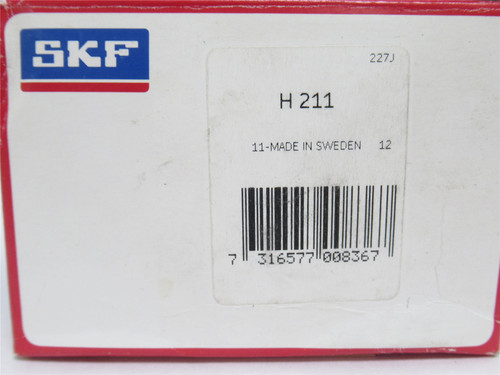 SKF
227J
H 211
11-MADE IN SWEDEN 12
7 316577 008367